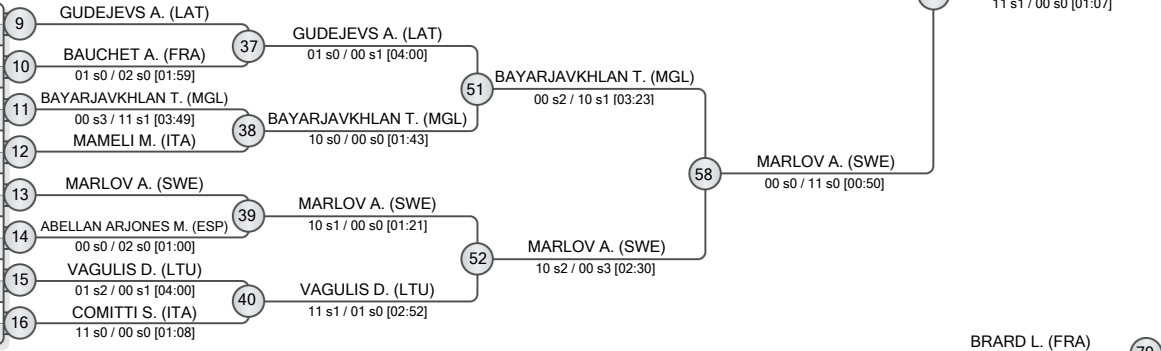 11 s1 / 00 s0 [01:07]
9
GUDEJEVS A. (LAT)
37
GUDEJEVS A. (LAT)
01 s0 / 00 s1 [04:00]
10
BAUCHET A. (FRA)
01 s0 / 02 s0 [01:59]
51
BAYARJAVKHLAN T. (MGL)
00 s2 / 10 s1 [03:23]
11
BAYARJAVKHLAN T. (MGL)
00 s3 / 11 s1 [03:49]
38
BAYARJAVKHLAN T. (MGL)
10 s0 / 00 s0 [01:43]
12
MAMELI M. (ITA)
58
MARLOV A. (SWE)
00 s0 / 11 s0 [00:50]
13
MARLOV A. (SWE)
39
MARLOV A. (SWE)
10 s1 / 00 s0 [01:21]
14
ABELLAN ARJONES M. (ESP)
00 s0 / 02 s0 [01:00]
52
MARLOV A. (SWE)
10 s2 / 00 s3 [02:30]
15
VAGULIS D. (LTU)
01 s2 / 00 s1 [04:00]
40
VAGULIS D. (LTU)
11 s1 / 01 s0 [02:52]
16
COMITTI S. (ITA)
11 s0 / 00 s0 [01:08]
BRARD L. (FRA)